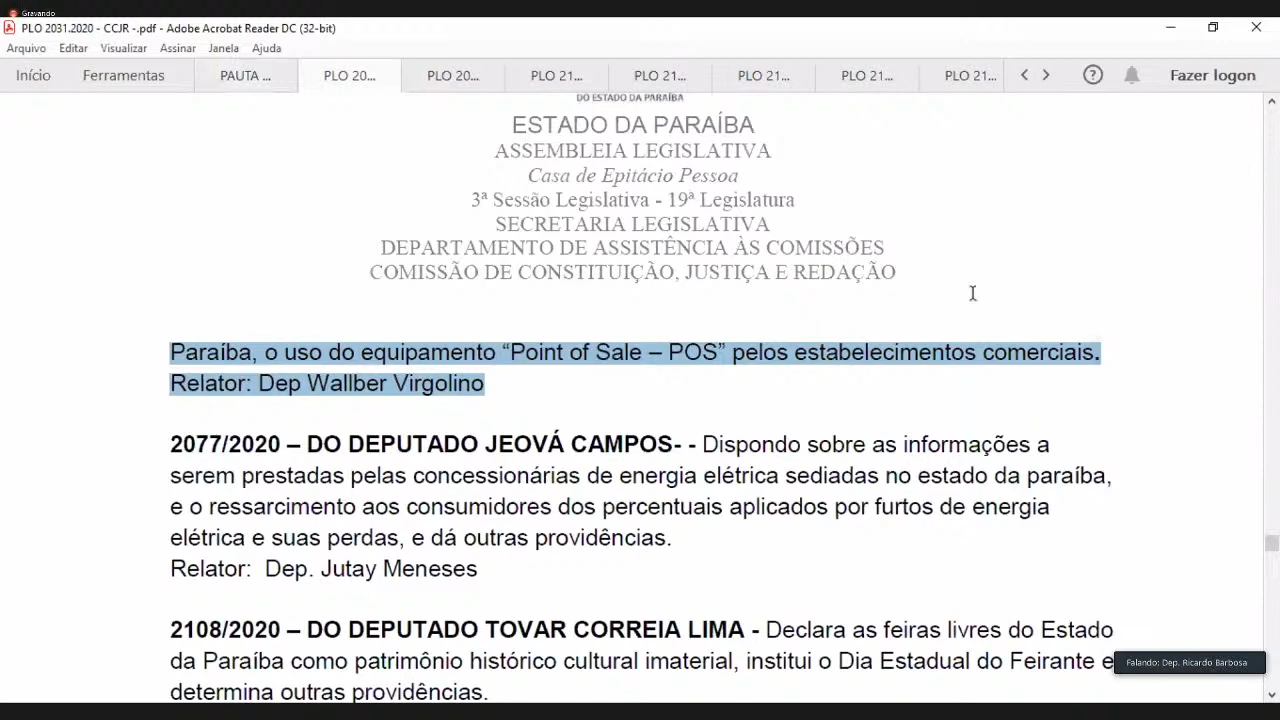 Gravando
PLO 2031.2020 - CCJR -.pdf - Adobe Acrobat Reader DC (32-bit)
Arquivo Editar Visualizar Assinar Janela Ajuda
Início Ferramentas PAUTA ... PLO 20... PLO 20... PLO 21... PLO 21... PLO 21... PLO 21... PLO 21... Fazer logon
DO ESTADO DA PARAÍBA
ESTADO DA PARAÍBA
ASSEMBLEIA LEGISLATIVA
Casa de Epitácio Pessoa
3ª Sessão Legislativa - 19ª Legislatura
SECRETARIA LEGISLATIVA
DEPARTAMENTO DE ASSISTÊNCIA ÀS COMISSÕES
COMISSÃO DE CONSTITUIÇÃO, JUSTIÇA E REDAÇÃO
Paraíba, o uso do equipamento “Point of Sale – POS” pelos estabelecimentos comerciais.
Relator: Dep Wallber Virgolino
2077/2020 – DO DEPUTADO JEOVÁ CAMPOS- - Dispondo sobre as informações a
serem prestadas pelas concessionárias de energia elétrica sediadas no estado da paraíba,
e o ressarcimento aos consumidores dos percentuais aplicados por furtos de energia
elétrica e suas perdas, e dá outras providências.
Relator: Dep. Jutay Meneses
2108/2020 – DO DEPUTADO TOVAR CORREIA LIMA - Declara as feiras livres do Estado
da Paraíba como patrimônio histórico cultural imaterial, institui o Dia Estadual do Feirante e
determina outras providências.
Falando: Dep. Ricardo Barbosa